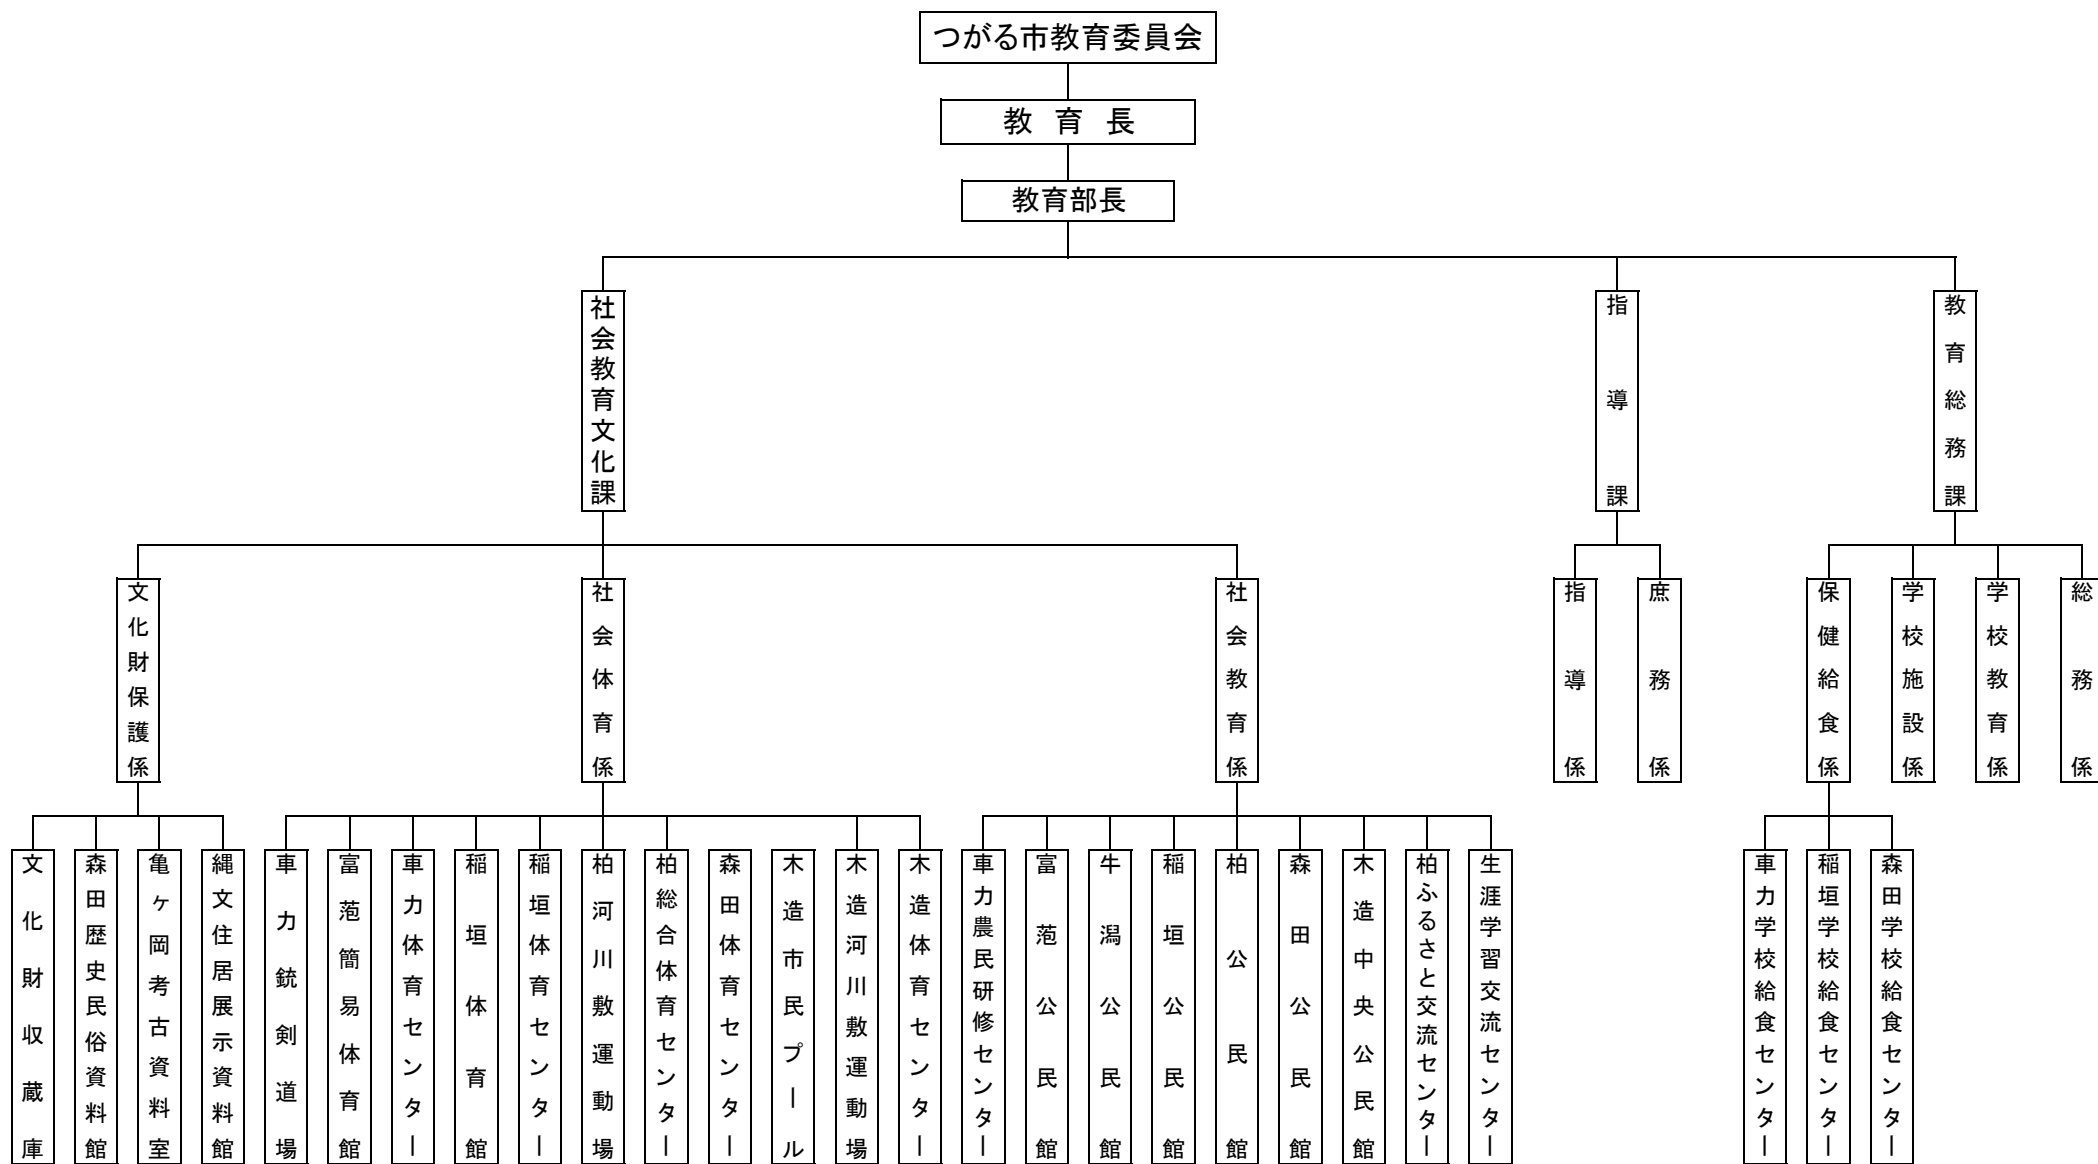 つがる市教育委員会
教育長
教育部長
社会教育文化課
指導課
教育総務課
文化財保護係
社会体育係
社会教育係
指導係
庶務係
保健給食係
学校施設係
学校教育係
総務係
文化財収蔵庫
森田歴史民俗資料館
亀ヶ岡考古資料室
縄文住居展示資料館
車力銃剣道場
富萢簡易体育館
車力体育センター
稲垣体育館
稲垣体育センター
柏河川敷運動場
柏総合体育センター
森田体育センター
木造市民プール
木造河川敷運動場
木造体育センター
車力農民研修センター
富萢公民館
牛潟公民館
稲垣公民館
柏公民館
森田公民館
木造中央公民館
柏ふるさと交流センター
生涯学習交流センター
車力学校給食センター
稲垣学校給食センター
森田学校給食センター